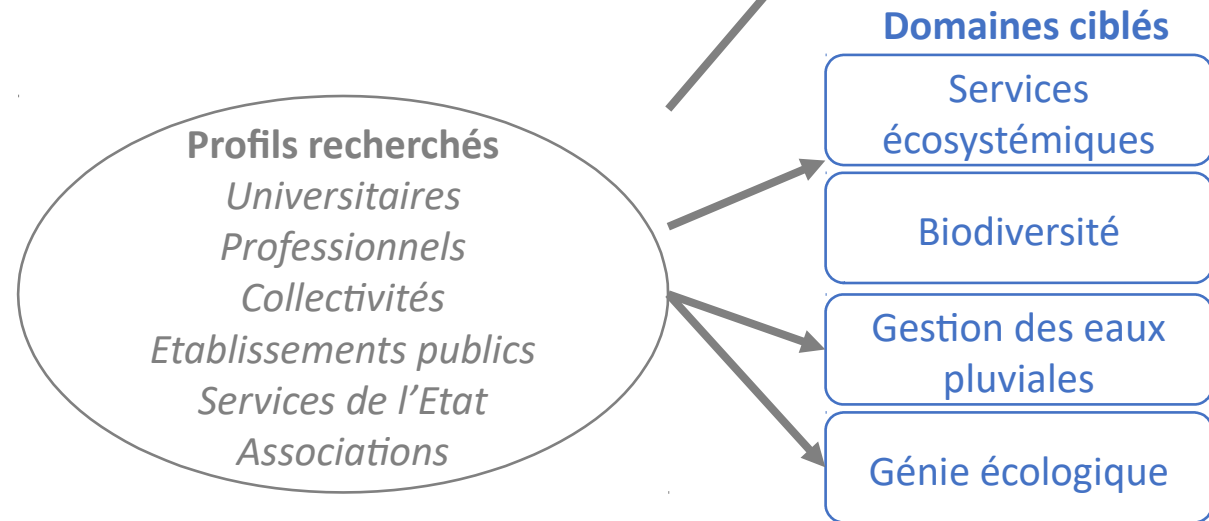 Profils recherchés
Universitaires
Professionnels
Collectivités
Etablissements publics
Services de l’Etat
Associations
Domaines ciblés
Services
écosystémiques
Biodiversité
Gestion des eaux
pluviales
Génie écologique